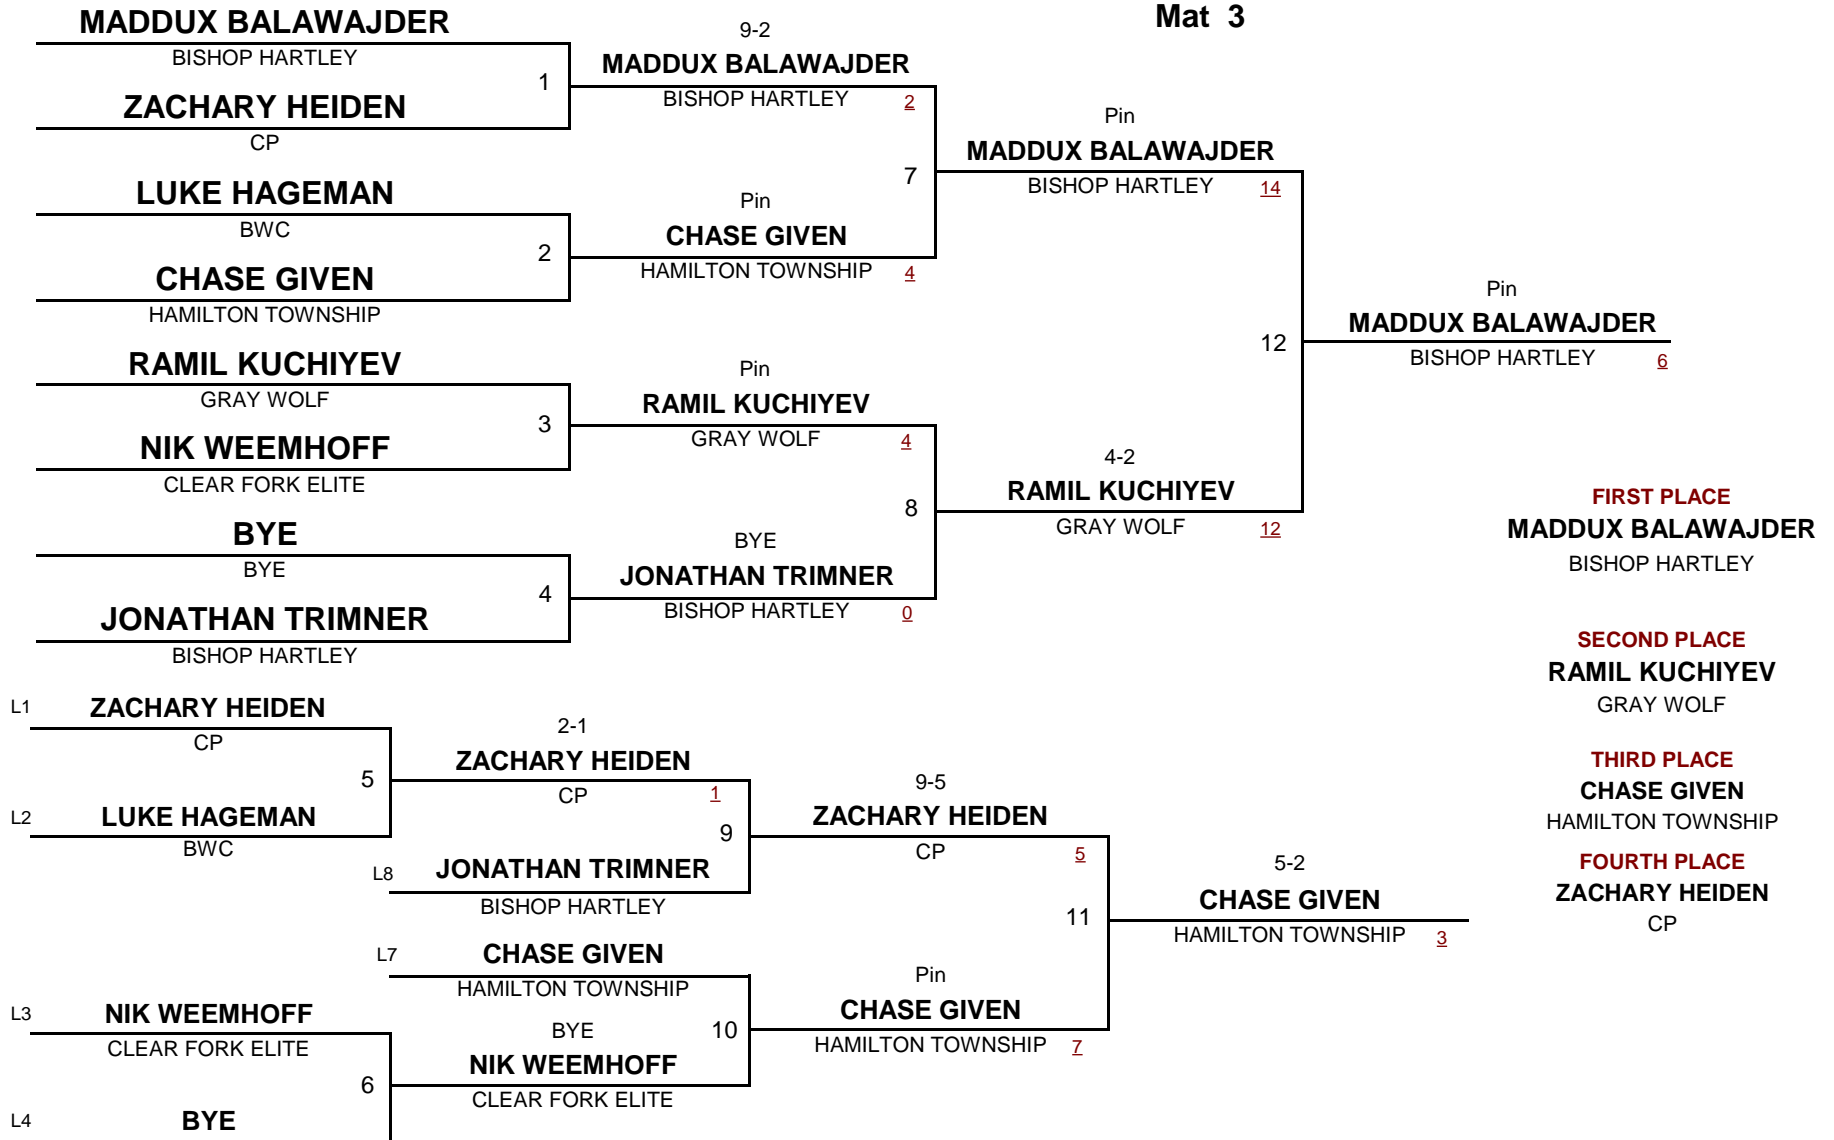 Mat 3
MADDUX BALAWAJDER
BISHOP HARTLEY
1
ZACHARY HEIDEN
CP
LUKE HAGEMAN
BWC
2
CHASE GIVEN
HAMILTON TOWNSHIP
RAMIL KUCHIYEV
GRAY WOLF
3
NIK WEEMHOFF
CLEAR FORK ELITE
BYE
BYE
4
JONATHAN TRIMNER
BISHOP HARTLEY
9-2
MADDUX BALAWAJDER
BISHOP HARTLEY 2
7
Pin
CHASE GIVEN
HAMILTON TOWNSHIP 4
Pin
RAMIL KUCHIYEV
GRAY WOLF 4
8
BYE
JONATHAN TRIMNER
BISHOP HARTLEY 0
Pin
MADDUX BALAWAJDER
BISHOP HARTLEY 14
12
4-2
RAMIL KUCHIYEV
GRAY WOLF 12
Pin
MADDUX BALAWAJDER
BISHOP HARTLEY 6
FIRST PLACE
MADDUX BALAWAJDER
BISHOP HARTLEY
SECOND PLACE
RAMIL KUCHIYEV
GRAY WOLF
THIRD PLACE
CHASE GIVEN
HAMILTON TOWNSHIP
FOURTH PLACE
ZACHARY HEIDEN
CP
L1 ZACHARY HEIDEN
CP
5
L2 LUKE HAGEMAN
BWC
L3 NIK WEEMHOFF
CLEAR FORK ELITE
6
L4 BYE
2-1
ZACHARY HEIDEN
CP 1
9
L8 JONATHAN TRIMNER
BISHOP HARTLEY
L7 CHASE GIVEN
HAMILTON TOWNSHIP
BYE 10
NIK WEEMHOFF
CLEAR FORK ELITE
9-5
ZACHARY HEIDEN
CP 5
11
Pin
CHASE GIVEN
HAMILTON TOWNSHIP 7
5-2
CHASE GIVEN
HAMILTON TOWNSHIP 3